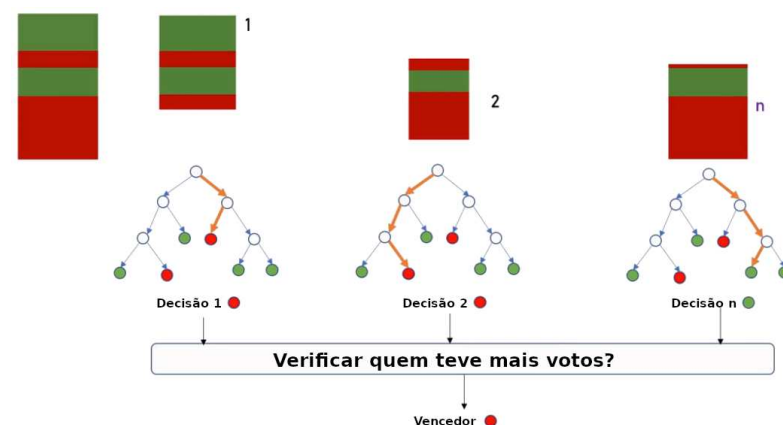 1
2
n
Decisão 1
Decisão 2
Decisão n
Verificar quem teve mais votos?
Vencedor